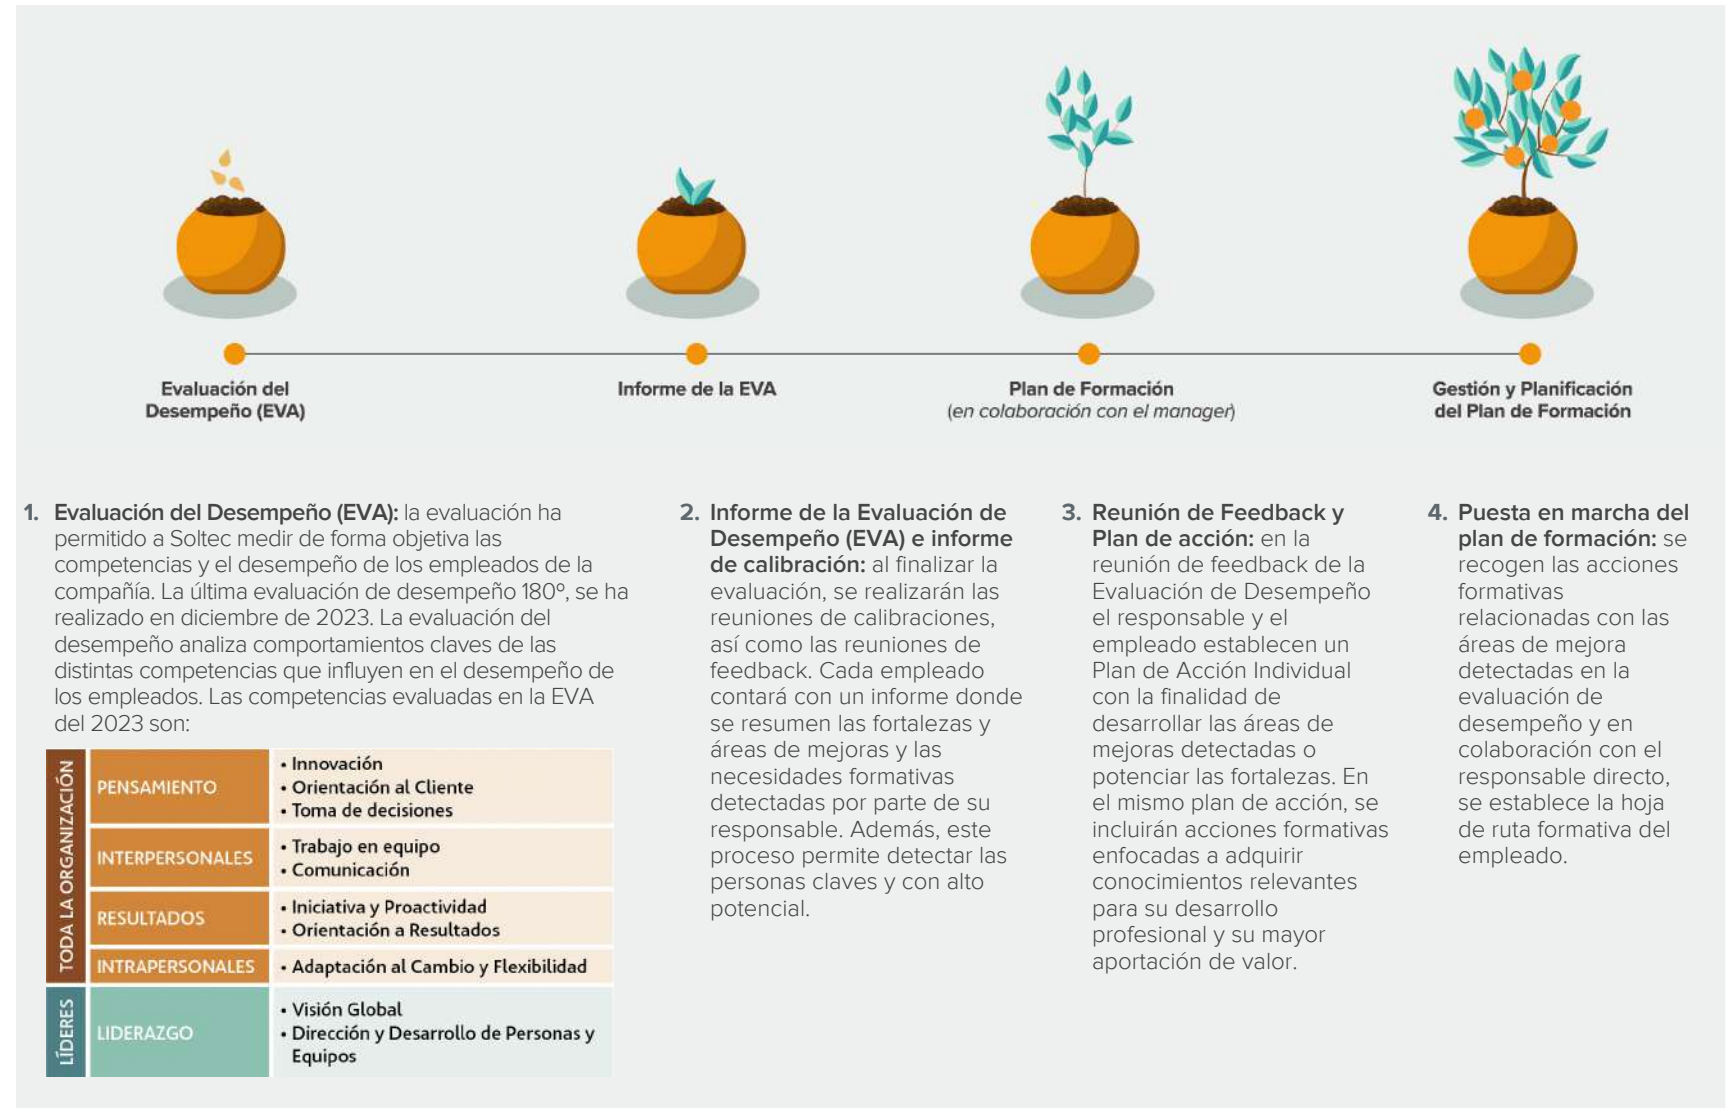 Evaluación del
Desempeño (EVA)
Informe de la EVA
Plan de Formación
(en colaboración con el manager)
Gestión y Planificación
del Plan de Formación
1. Evaluación del Desempeño (EVA): la evaluación ha
permitido a Soltec medir de forma objetiva las
competencias y el desempeño de los empleados de la
compañía. La última evaluación de desempeño 180º, se ha
realizado en diciembre de 2023. La evaluación del
desempeño analiza comportamientos claves de las
distintas competencias que influyen en el desempeño de
los empleados. Las competencias evaluadas en la EVA
del 2023 son:
TODA LA ORGANIZACIÓN
PENSAMIENTO
• Innovación
• Orientación al Cliente
• Toma de decisiones
INTERPERSONALES
• Trabajo en equipo
• Comunicación
RESULTADOS
• Iniciativa y Proactividad
• Orientación a Resultados
INTRAPERSONALES
• Adaptación al Cambio y Flexibilidad
LÍDERES
LIDERAZGO
• Visión Global
• Dirección y Desarrollo de Personas y
Equipos
2. Informe de la Evaluación de
Desempeño (EVA) e informe
de calibración: al finalizar la
evaluación, se realizarán las
reuniones de calibraciones,
así como las reuniones de
feedback. Cada empleado
contará con un informe donde
se resumen las fortalezas y
áreas de mejoras y las
necesidades formativas
detectadas por parte de su
responsable. Además, este
proceso permite detectar las
personas claves y con alto
potencial.
3. Reunión de Feedback y
Plan de acción: en la
reunión de feedback de la
Evaluación de Desempeño
el responsable y el
empleado establecen un
Plan de Acción Individual
con la finalidad de
desarrollar las áreas de
mejoras detectadas o
potenciar las fortalezas. En
el mismo plan de acción, se
incluirán acciones formativas
enfocadas a adquirir
conocimientos relevantes
para su desarrollo
profesional y su mayor
aportación de valor.
4. Puesta en marcha del
plan de formación: se
recogen las acciones
formativas
relacionadas con las
áreas de mejora
detectadas en la
evaluación de
desempeño y en
colaboración con el
responsable directo,
se establece la hoja
de ruta formativa del
empleado.